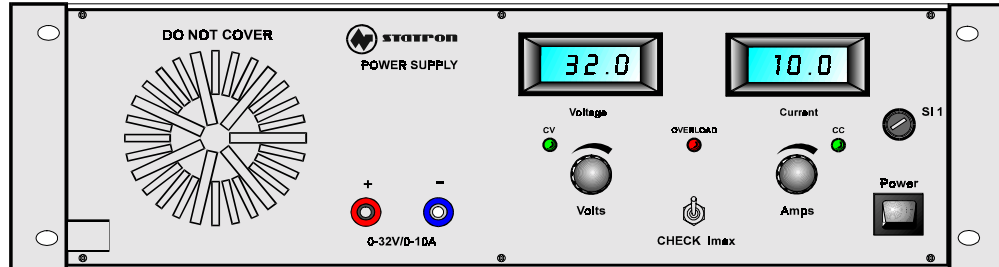 DO NOT COVER
statron
POWER SUPPLY
32.0
10.0
Voltage
Current
SI 1
CV
OVERLOAD
CC
Volts
Amps
Power
+ −
0-32V/0-10A
CHECK Imax